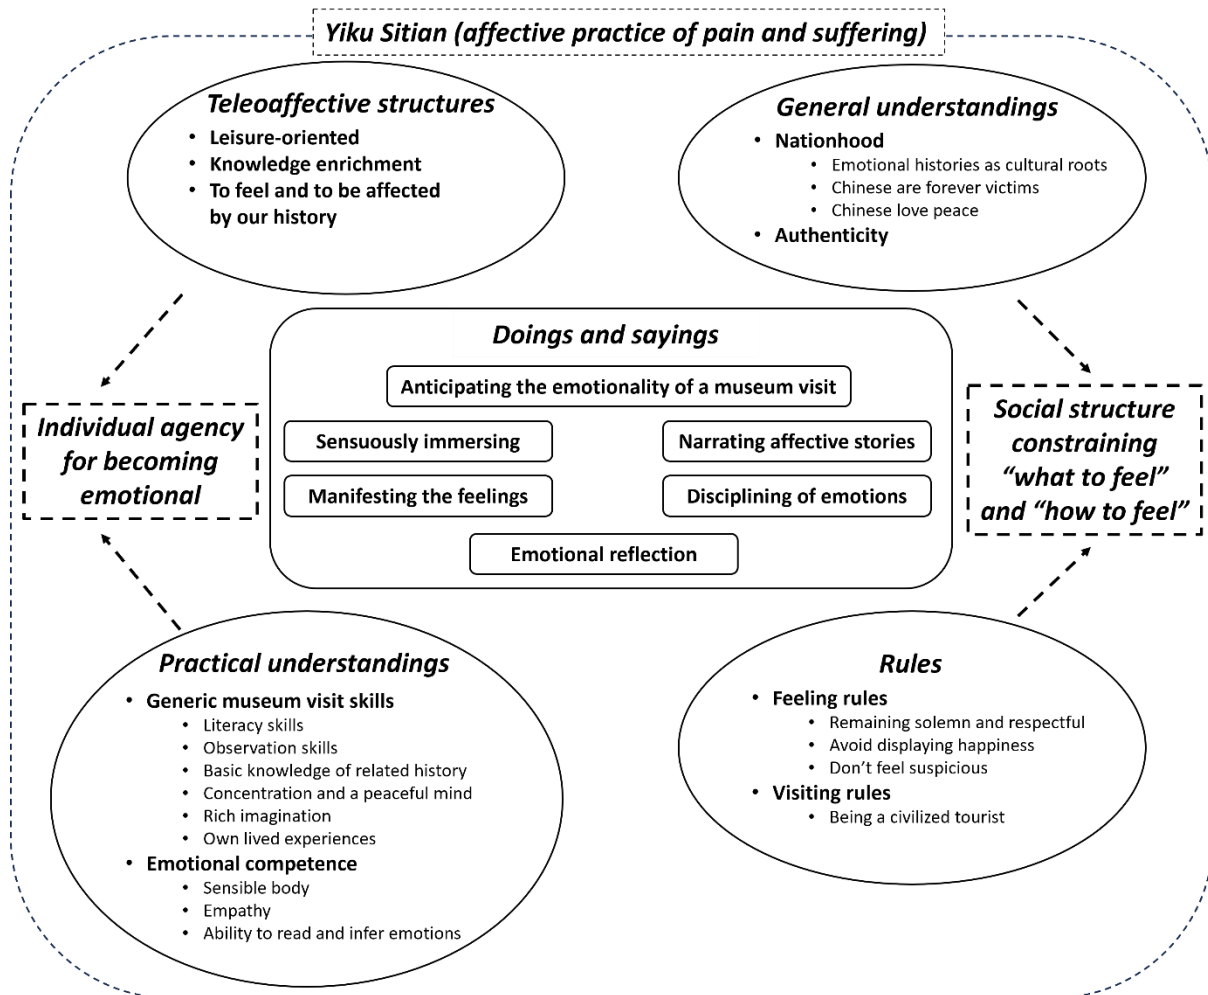 Yiku Sitian (affective practice of pain and suffering)
Teleoaffective structures
• Leisure-oriented
• Knowledge enrichment
• To feel and to be affected
by our history
General understandings
• Nationhood
• Emotional histories as cultural roots
• Chinese are forever victims
• Chinese love peace
• Authenticity
Doings and sayings
Anticipating the emotionality of a museum visit
Sensuously immersing
Narrating affective stories
Manifesting the feelings
Disciplining of emotions
Emotional reflection
Individual agency
for becoming
emotional
Social structure
constraining
“what to feel”
and “how to feel”
Practical understandings
• Generic museum visit skills
• Literacy skills
• Observation skills
• Basic knowledge of related history
• Concentration and a peaceful mind
• Rich imagination
• Own lived experiences
• Emotional competence
• Sensible body
• Empathy
• Ability to read and infer emotions
Rules
• Feeling rules
• Remaining solemn and respectful
• Avoid displaying happiness
• Don’t feel suspicious
• Visiting rules
• Being a civilized tourist